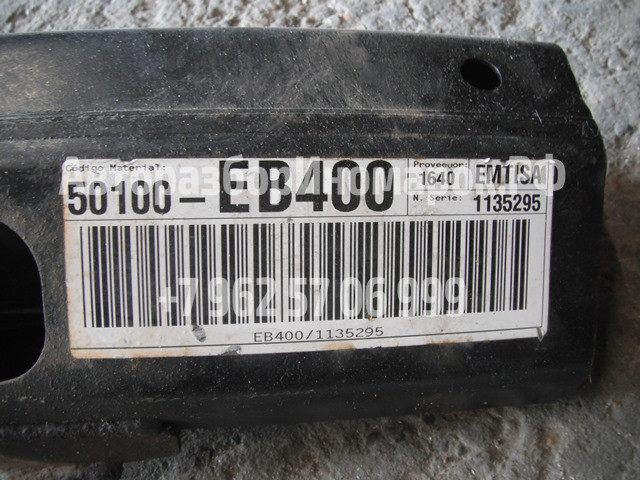 Codigo Material:
50100-EB400
Proveedor:
1640 EMTISA
N. Serie: 1135295
+7 962 57 06 999
EB400/1135295